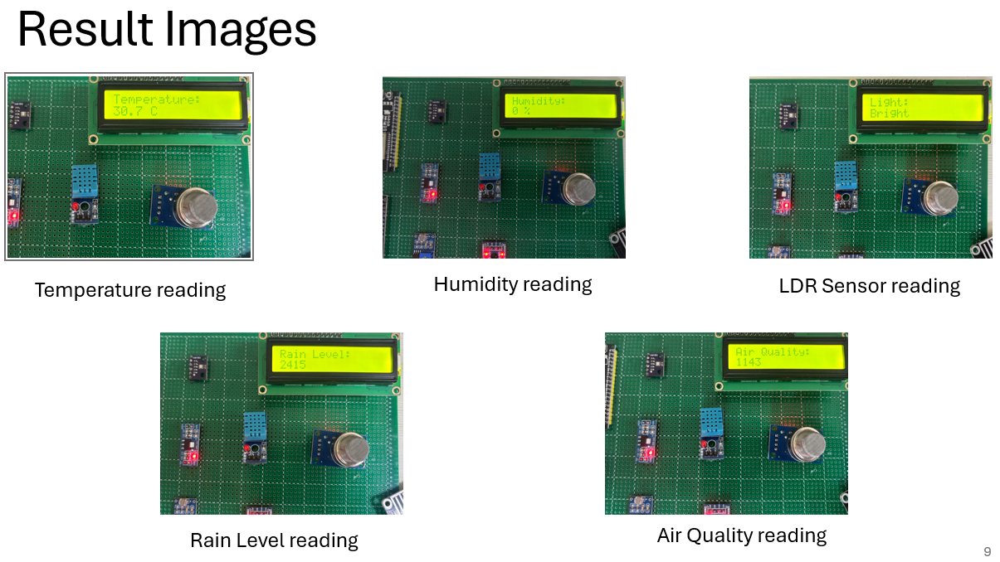 Result Images
Temperature:
30.7 C
Humidity:
0 %
Light:
Bright
Temperature reading
Humidity reading
LDR Sensor reading
Rain Level:
2415
Air Quality:
1143
Rain Level reading
Air Quality reading
9